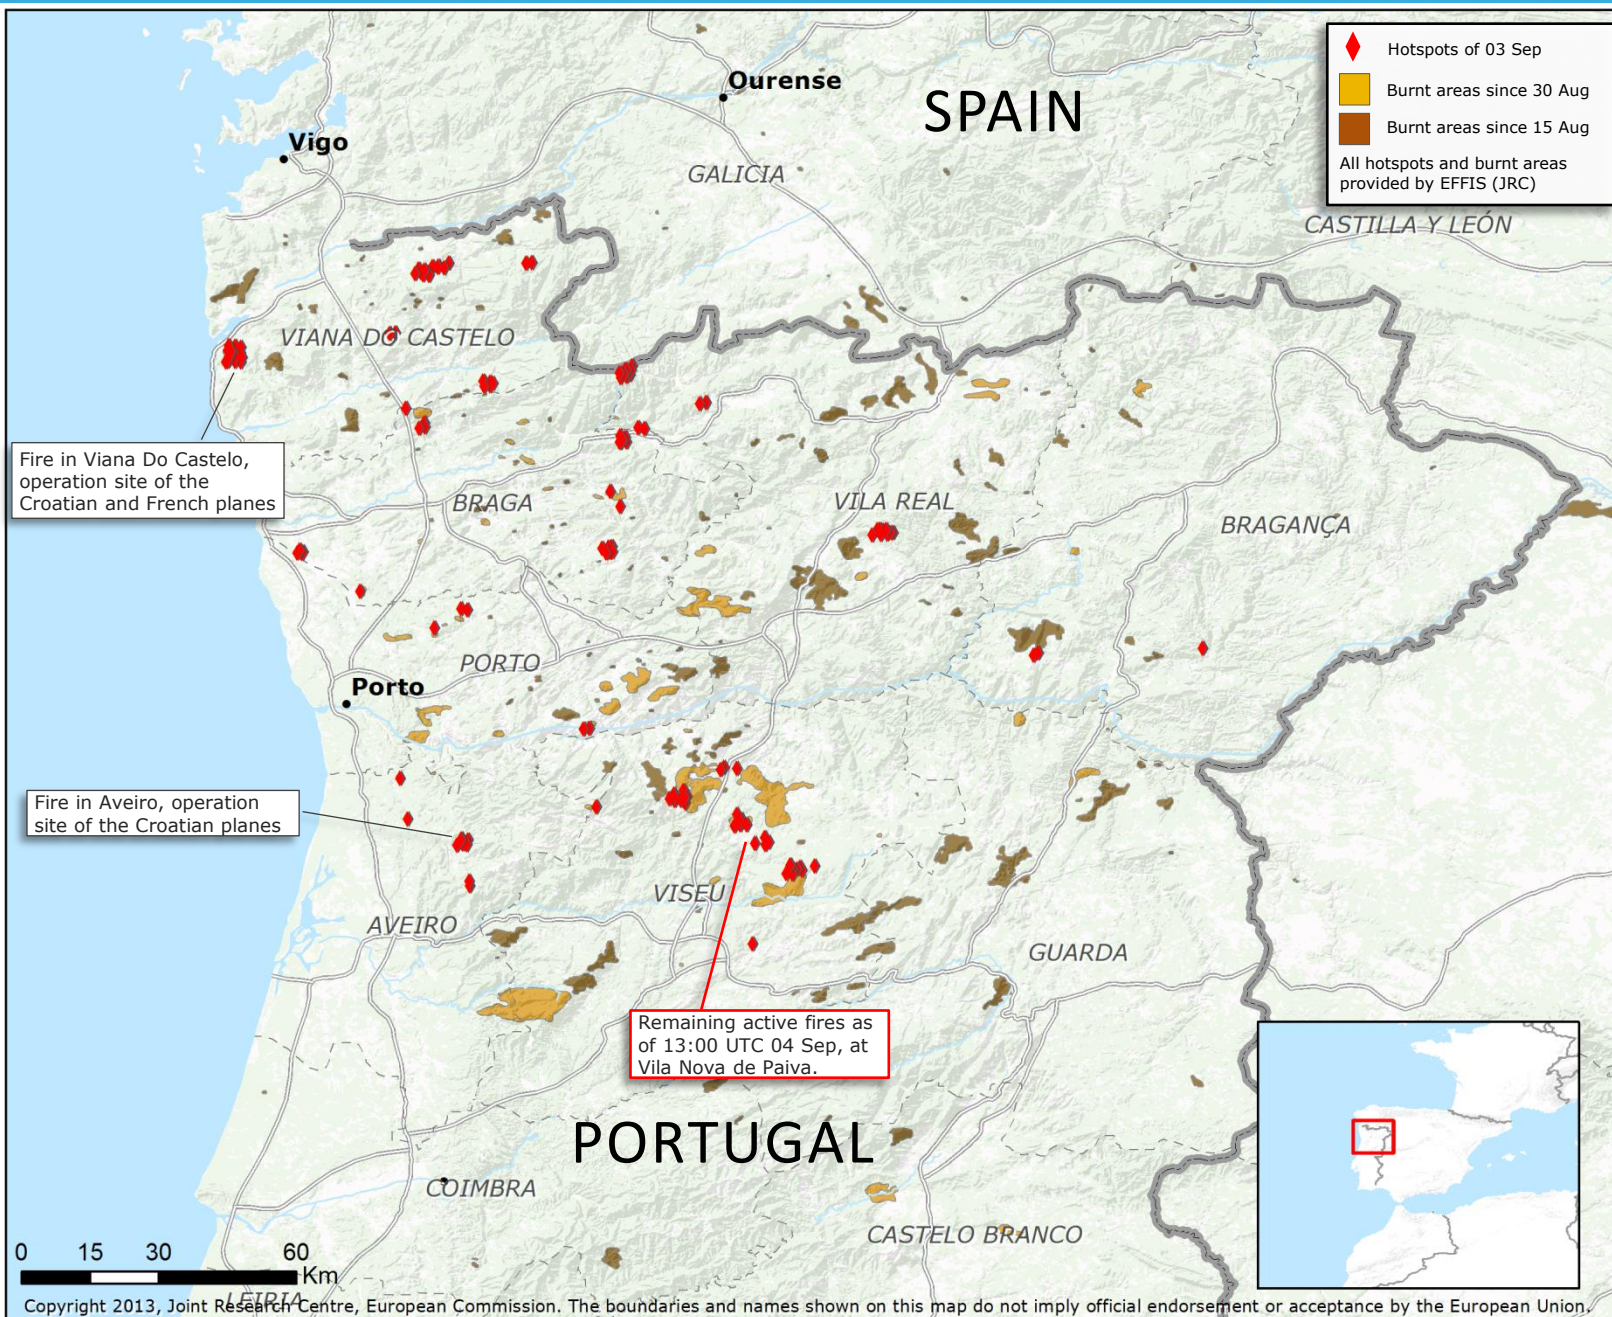 Hotspots of 03 Sep
Burnt areas since 30 Aug
Burnt areas since 15 Aug
All hotspots and burnt areas
provided by EFFIS (JRC)
Ourense
SPAIN
Vigo
GALICIA
CASTILLA Y LEÓN
VIANA DO CASTELO
Fire in Viana Do Castelo,
operation site of the
Croatian and French planes
BRAGA
VILA REAL
BRAGANÇA
PORTO
Porto
Fire in Aveiro, operation
site of the Croatian planes
VISEU
AVEIRO
GUARDA
Remaining active fires as
of 13:00 UTC 04 Sep, at
Vila Nova de Paiva.
PORTUGAL
COIMBRA
CASTELO BRANCO
0 15 30 60
Km
LEIRIA
Copyright 2013, Joint Research Centre, European Commission. The boundaries and names shown on this map do not imply official endorsement or acceptance by the European Union.